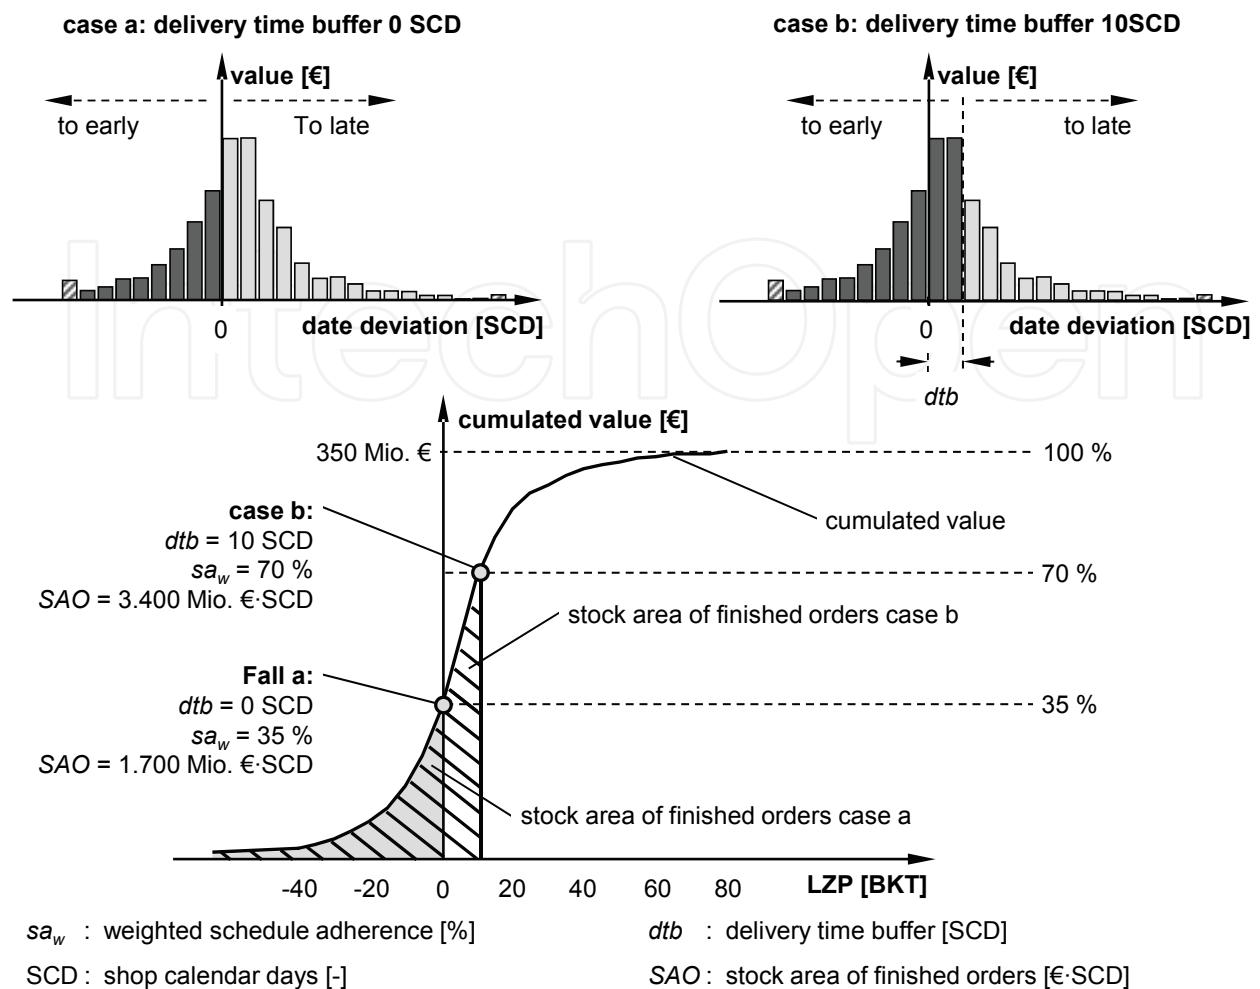 case a: delivery time buffer 0 SCD
case b: delivery time buffer 10SCD
value [€]
to early
To late
0
date deviation [SCD]
value [€]
to early
to late
0
date deviation [SCD]
dtb
IntechOpen
cumulated value [€]
350 Mio. €
100 %
cumulated value
case b:
dtb = 10 SCD
sa_w = 70 %
SAO = 3.400 Mio. €·SCD
70 %
stock area of finished orders case b
Fall a:
dtb = 0 SCD
sa_w = 35 %
SAO = 1.700 Mio. €·SCD
35 %
stock area of finished orders case a
-40 -20 0 20 40 60 80 LZP [BKT]
sa_w : weighted schedule adherence [%]
dtb : delivery time buffer [SCD]
SCD : shop calendar days [-]
SAO : stock area of finished orders [€·SCD]